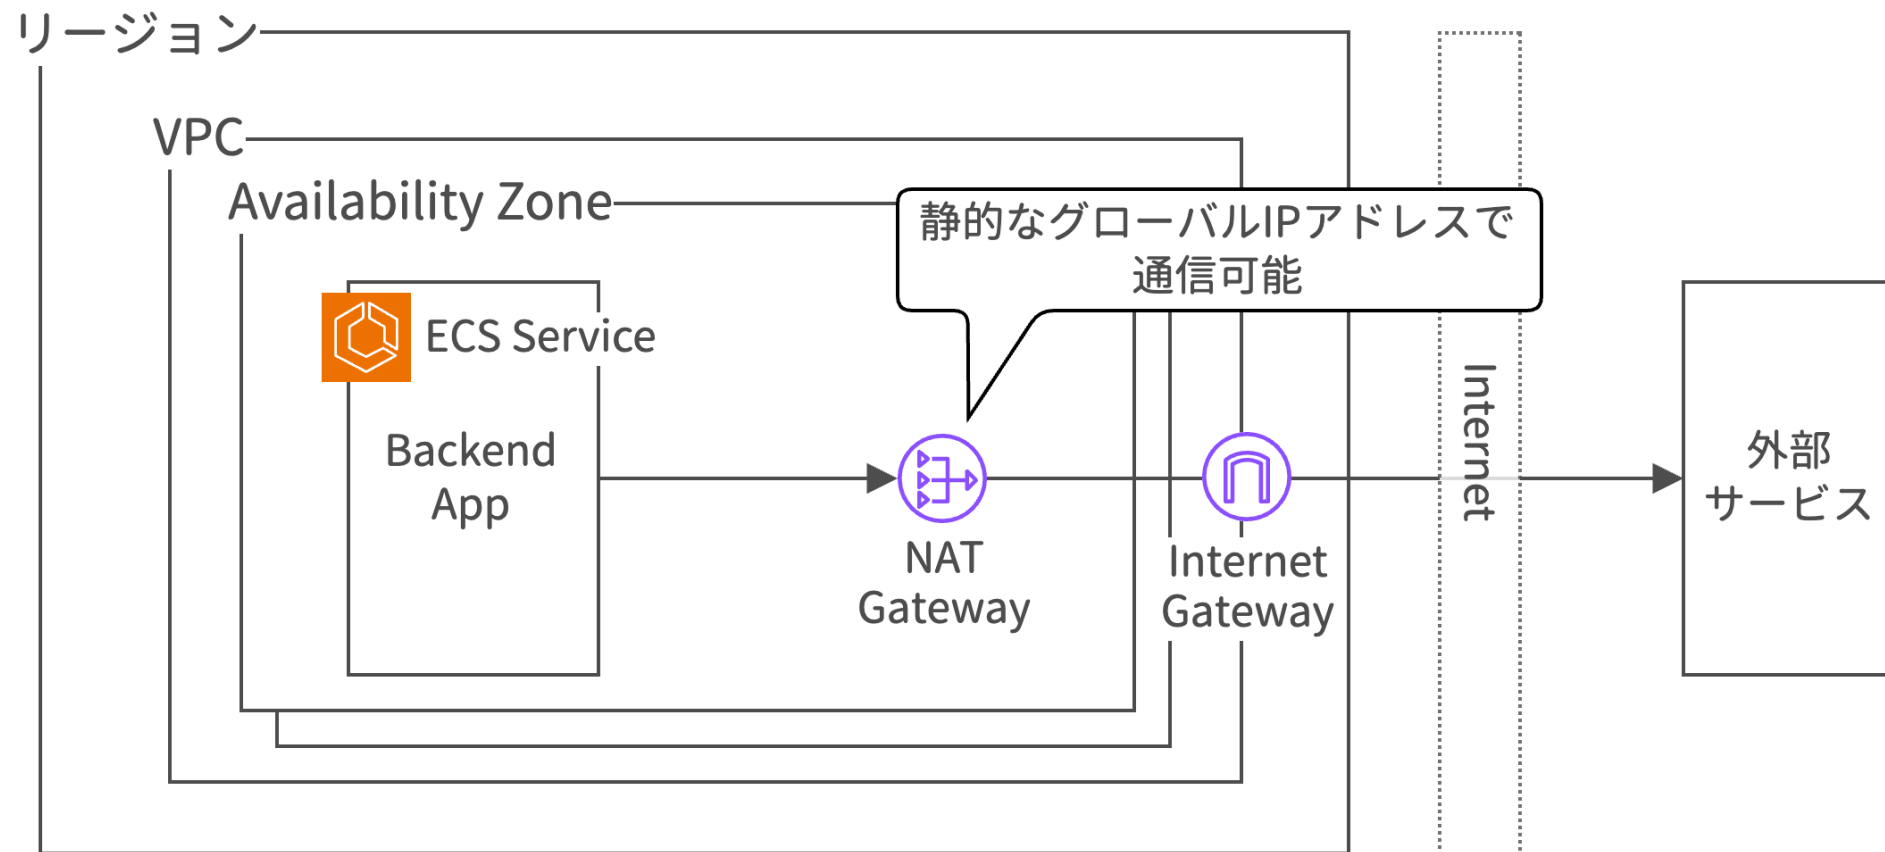 リージョン
VPC
Availability Zone
静的なグローバルIPアドレスで
通信可能
ECS Service
Backend
App
NAT
Gateway
Internet
Gateway
Internet
外部
サービス